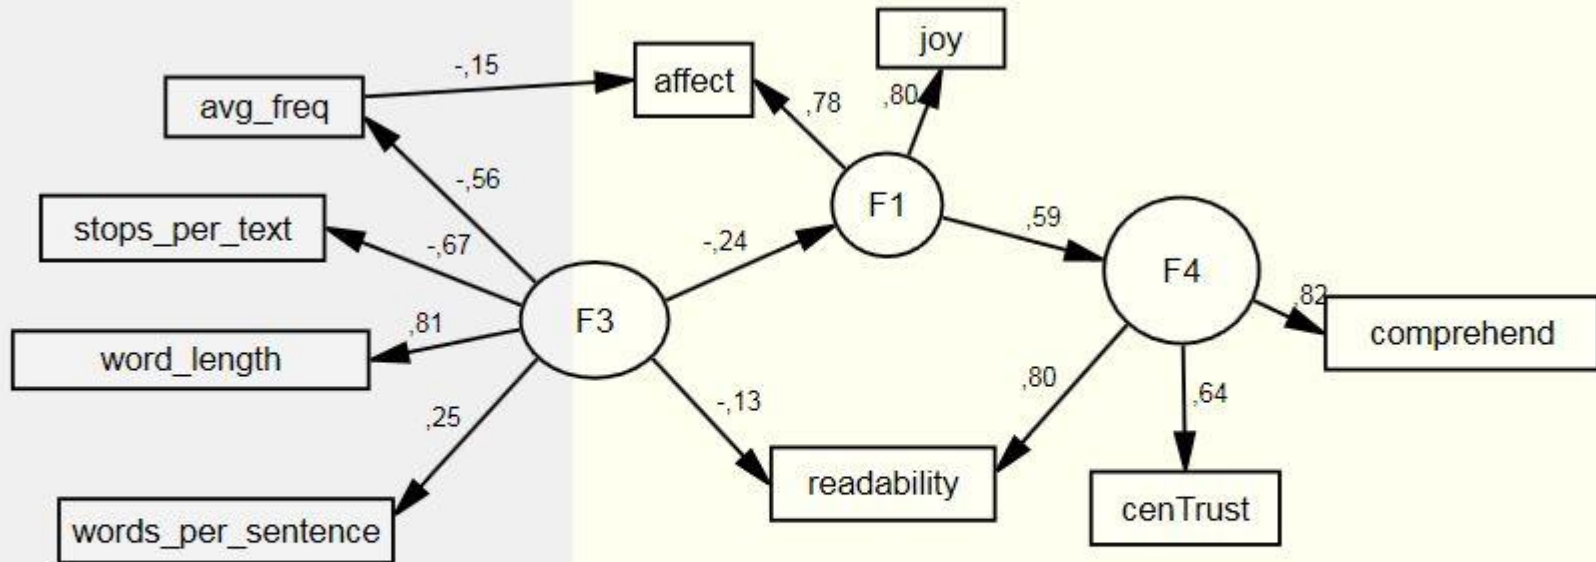 joy
-,15
affect
avg_freq
,78
,80
-,56
F1
stops_per_text
-,67
-,24
,59
F4
F3
,81
,82
word_length
comprehend
,25
-,13
,80
,64
readability
cenTrust
words_per_sentence